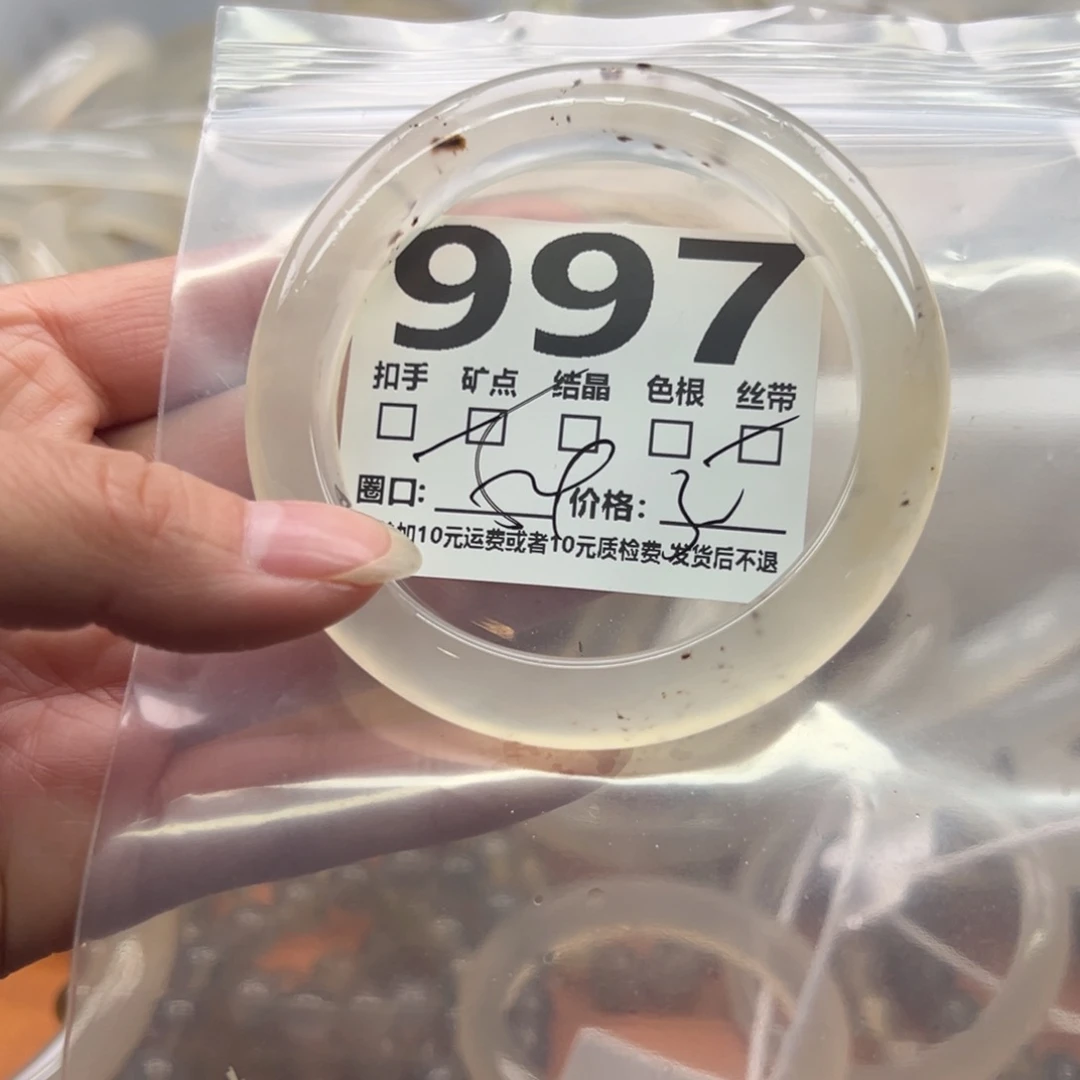 997
扣手 矿点 结晶 色根 丝带
圈口: 价格:
加10元运费或者10元质检费 发货后不退